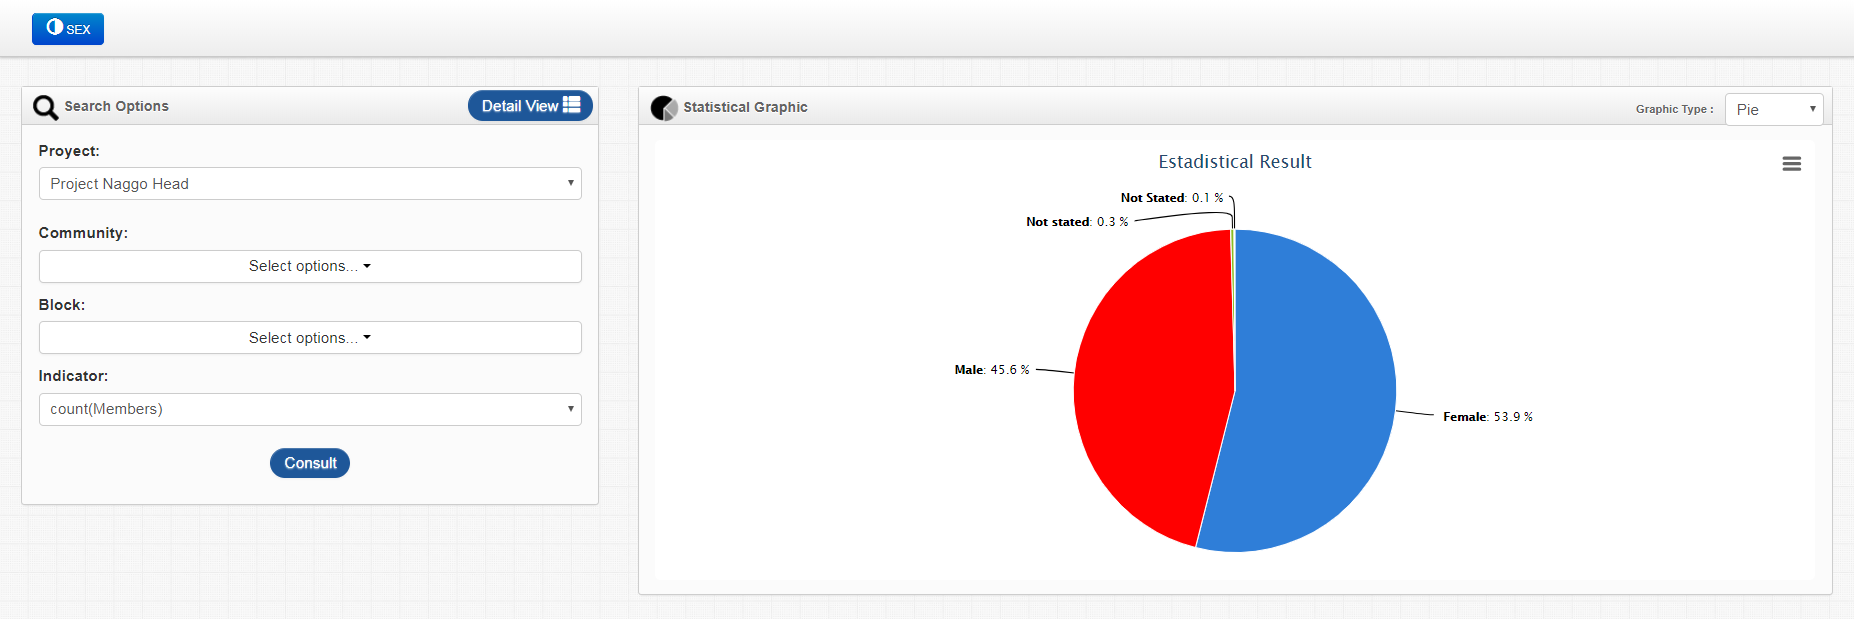 SEX
Search Options
Detail View
Proyect:
Project Naggo Head
Community:
Select options...
Block:
Select options...
Indicator:
count(Members)
Consult
Statistical Graphic
Graphic Type :
Pie
Estadistical Result
Not Stated: 0.1 %
Not stated: 0.3 %
Male: 45.6 %
Female: 53.9 %